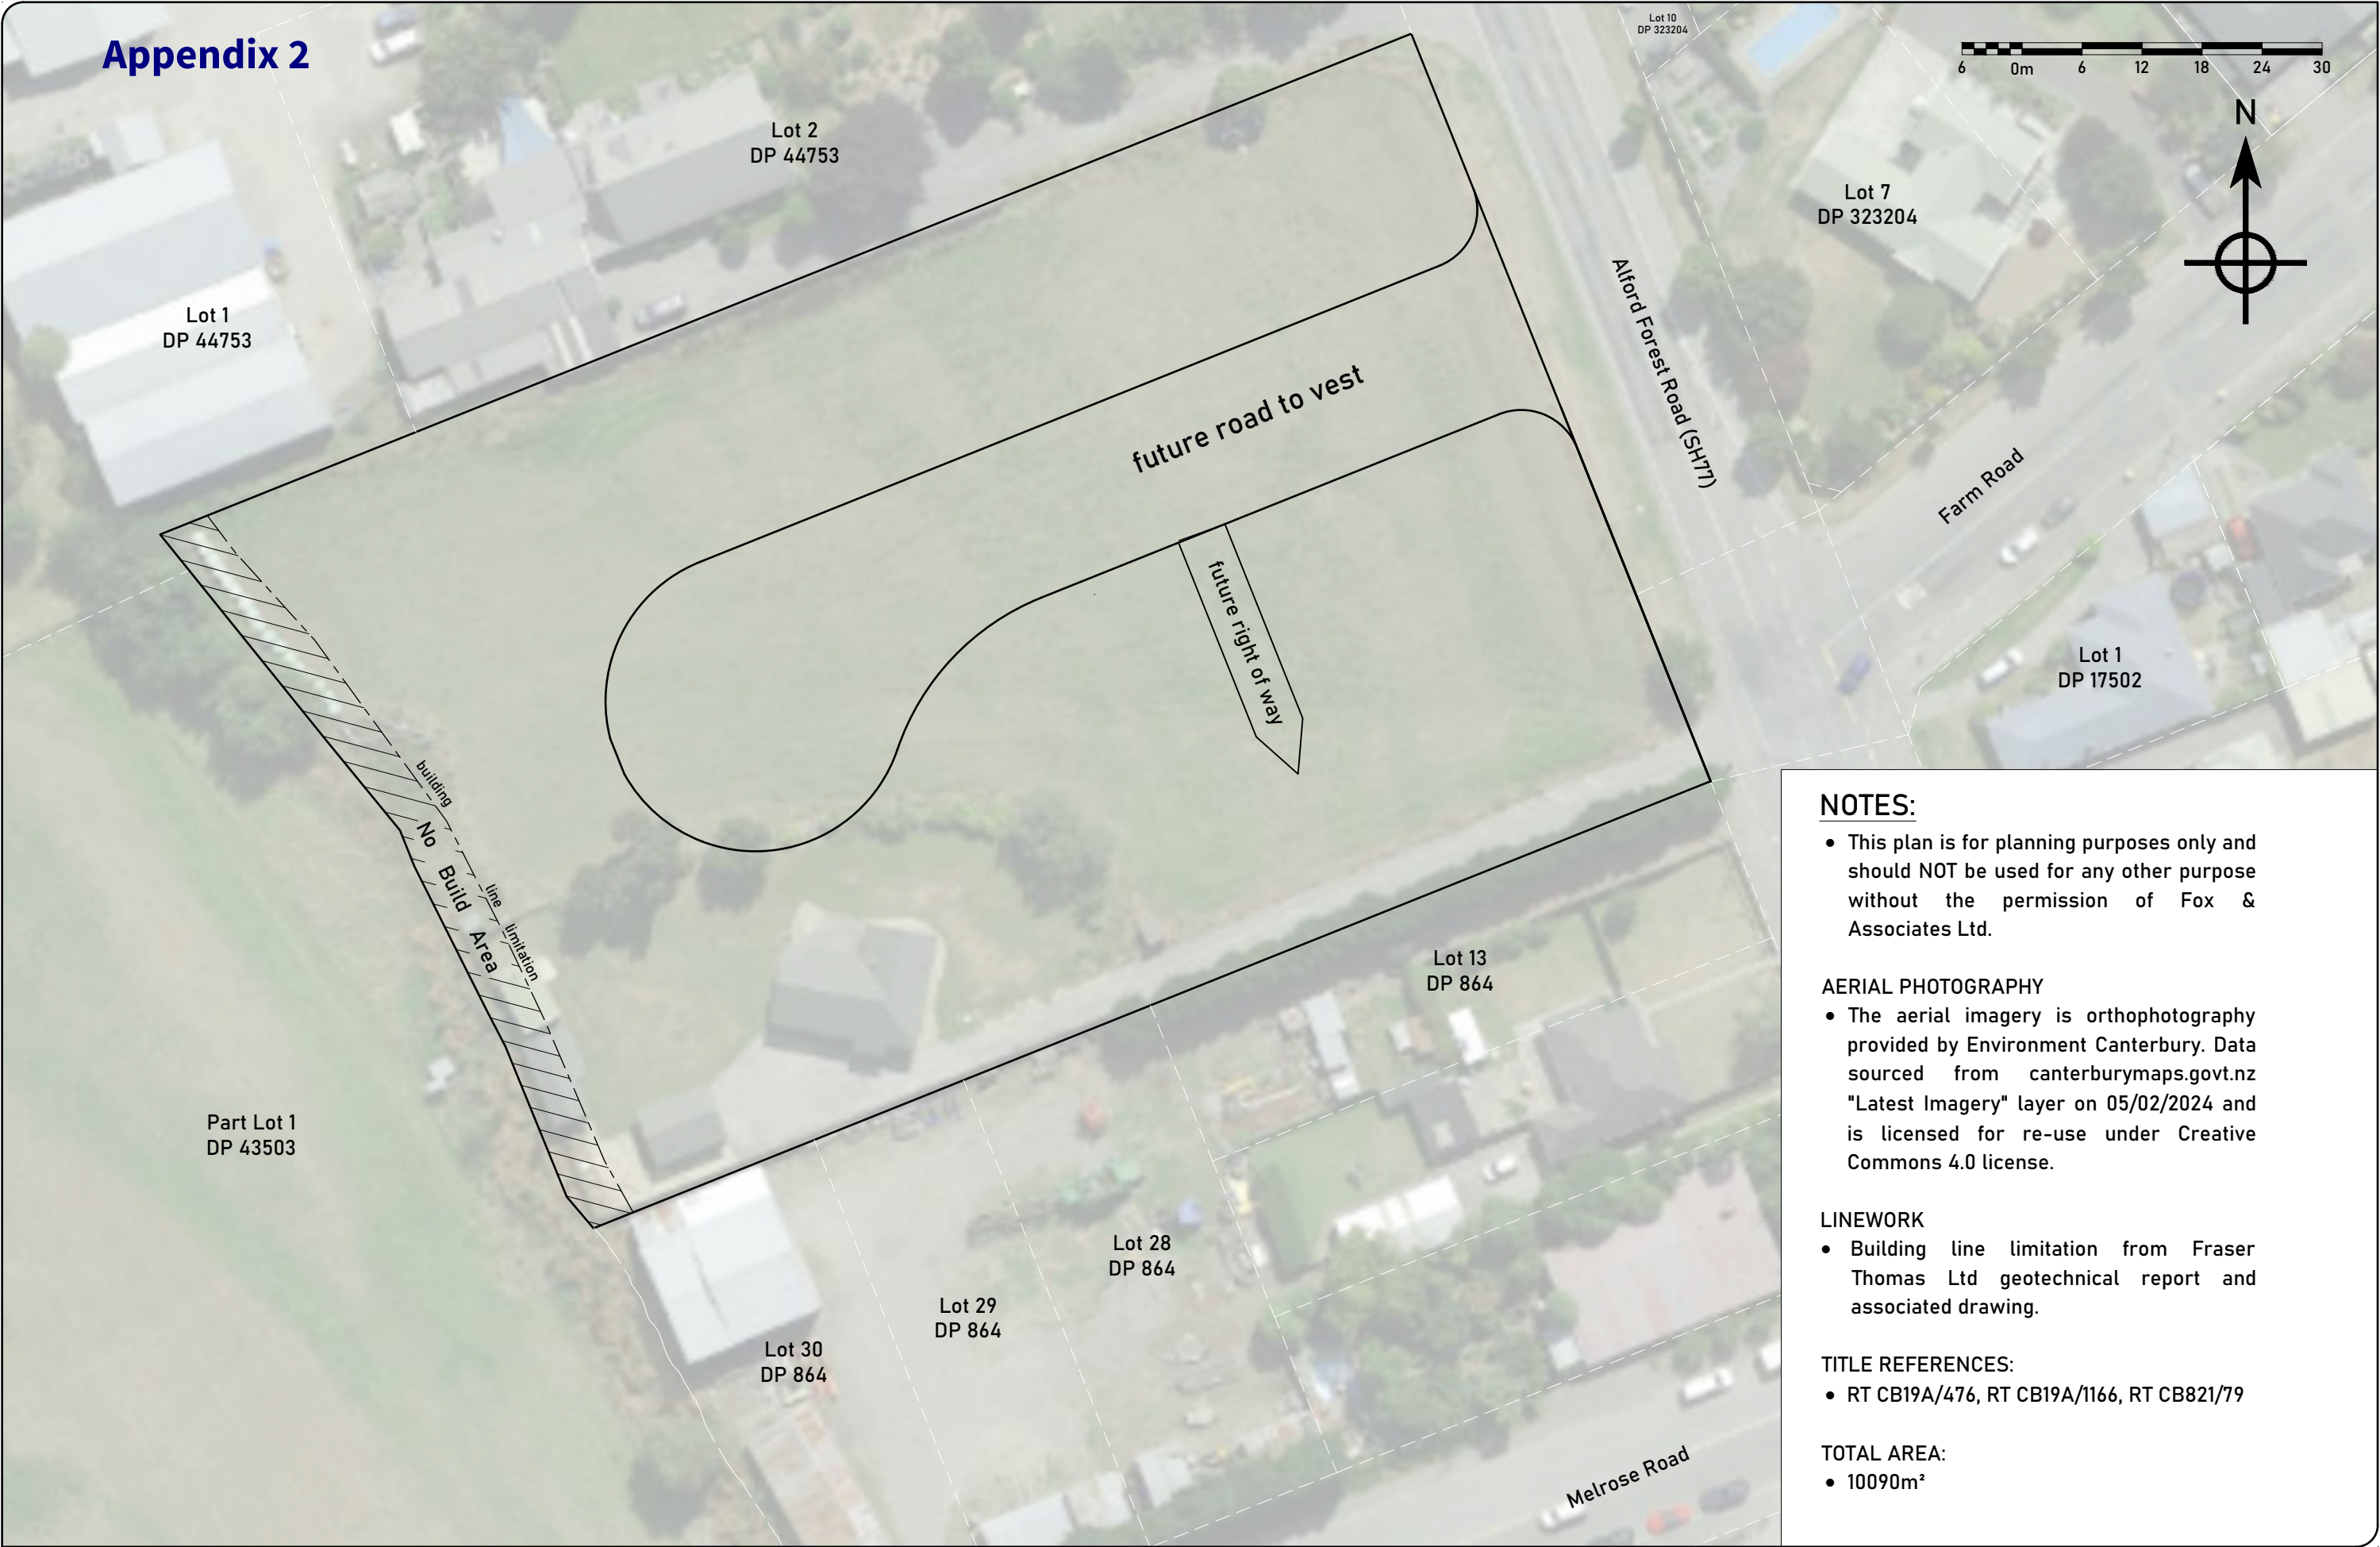 Appendix 2
Lot 10
DP 323204
6 0m 6 12 18 24 30
N
Lot 2
DP 44753
Lot 7
DP 323204
Lot 1
DP 44753
Alford Forest Road (SH77)
future road to vest
Farm Road
future right of way
Lot 1
DP 17502
building
line
limitation
No
Build
Area
Lot 13
DP 864
Part Lot 1
DP 43503
Lot 28
DP 864
Lot 29
DP 864
Lot 30
DP 864
Melrose Road
NOTES:
• This plan is for planning purposes only and
should NOT be used for any other purpose
without the permission of Fox &
Associates Ltd.
AERIAL PHOTOGRAPHY
• The aerial imagery is orthophotography
provided by Environment Canterbury. Data
sourced from canterburymaps.govt.nz
"Latest Imagery" layer on 05/02/2024 and
is licensed for re-use under Creative
Commons 4.0 license.
LINEWORK
• Building line limitation from Fraser
Thomas Ltd geotechnical report and
associated drawing.
TITLE REFERENCES:
• RT CB19A/476, RT CB19A/1166, RT CB821/79
TOTAL AREA:
• 10090m²